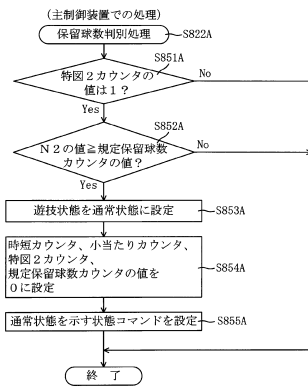 (主制御装置での処理)
保留球数判別処理
S822A
S851A
特図2カウンタの
値は1?
No
Yes
S852A
N2の値≧規定保留球数
カウンタの値?
No
Yes
遊技状態を通常状態に設定
S853A
時短カウンタ、小当たりカウンタ、
特図2カウンタ、
規定保留球数カウンタの値を
0に設定
S854A
通常状態を示す状態コマンドを設定
S855A
終 了